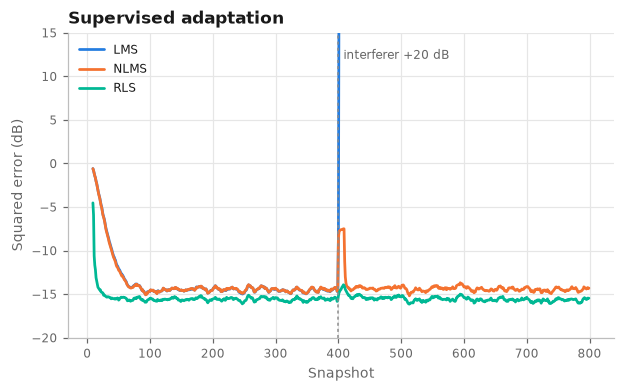 Supervised adaptation
Squared error (dB)
15
10
5
0
−5
−10
−15
−20
LMS
NLMS
RLS
interferer +20 dB
0 100 200 300 400 500 600 700 800
Snapshot